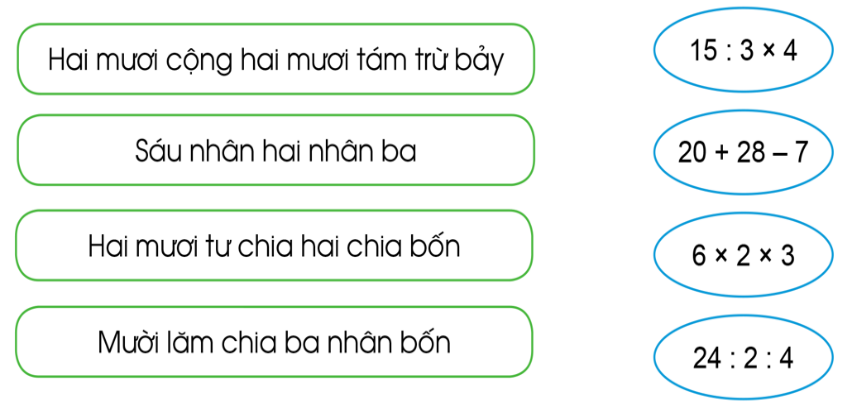 Hai mươi cộng hai mươi tám trừ bảy
15 : 3 × 4
Sáu nhân hai nhân ba
20 + 28 – 7
Hai mươi tư chia hai chia bốn
6 × 2 × 3
Mười lăm chia ba nhân bốn
24 : 2 : 4